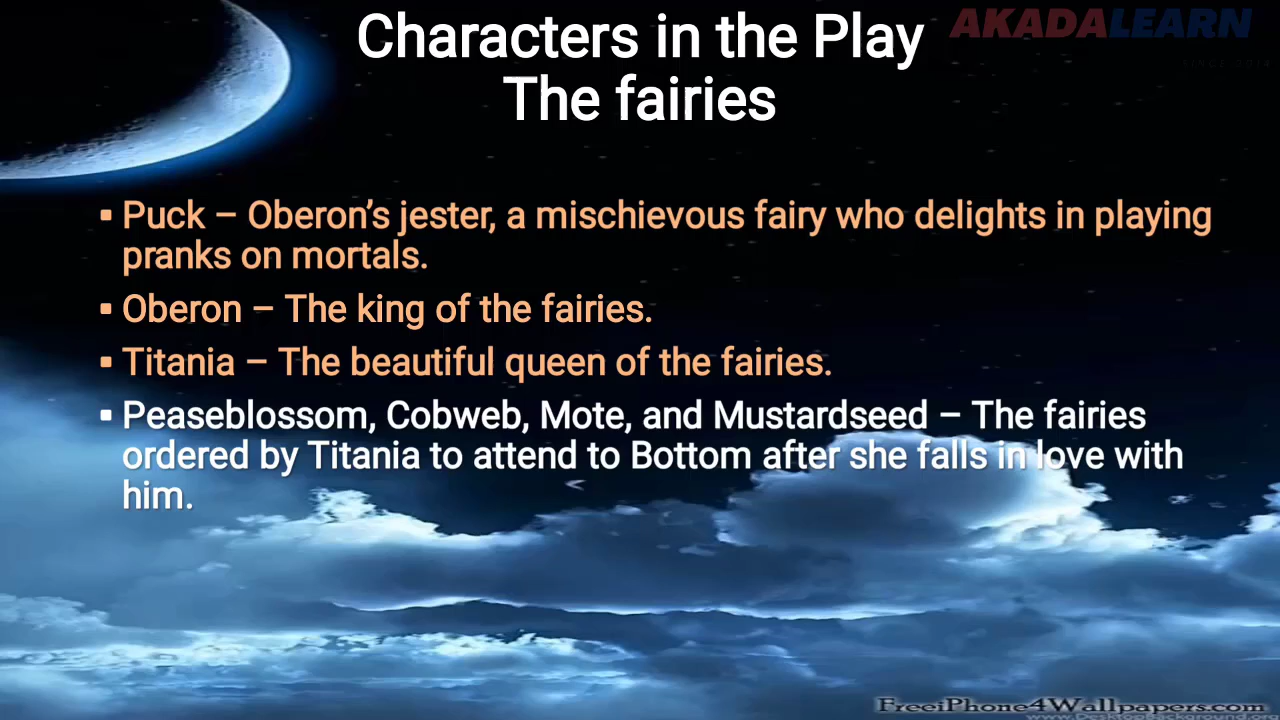 Characters in the Play
The fairies
AKADALEARN
▪ Puck – Oberon’s jester, a mischievous fairy who delights in playing
pranks on mortals.
▪ Oberon – The king of the fairies.
▪ Titania – The beautiful queen of the fairies.
▪ Peaseblossom, Cobweb, Mote, and Mustardseed – The fairies
ordered by Titania to attend to Bottom after she falls in love with
him.
FreeiPhone4Wallpapers.com